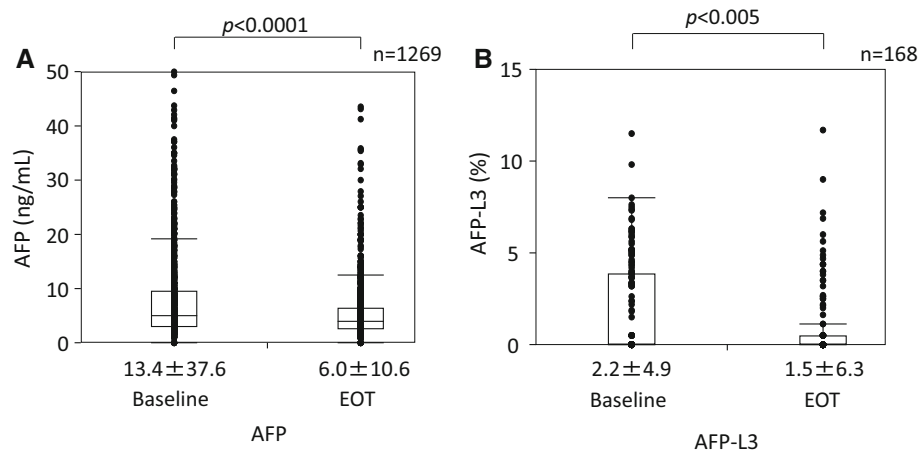 p<0.0001
A
n=1269
AFP (ng/mL)
50
40
30
20
10
0
13.4±37.6
6.0±10.6
Baseline
EOT
AFP
p<0.005
B
n=168
AFP-L3 (%)
15
10
5
0
2.2±4.9
1.5±6.3
Baseline
EOT
AFP-L3